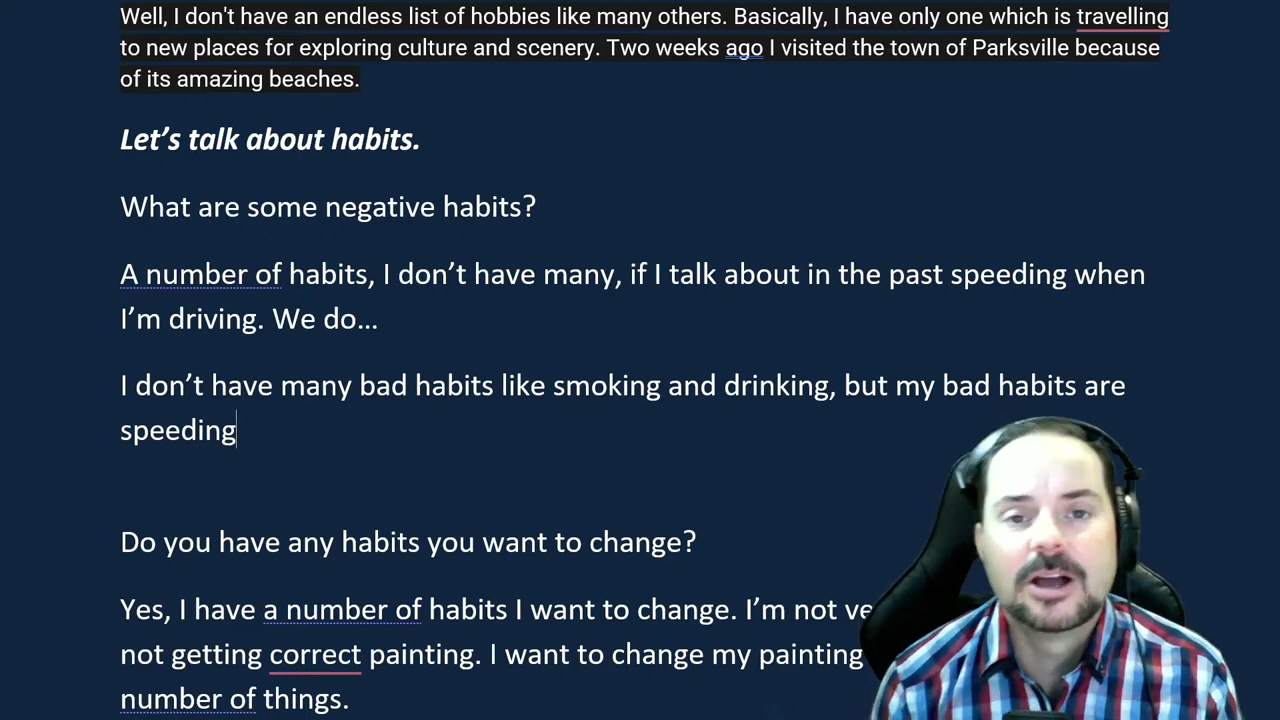 Well, I don't have an endless list of hobbies like many others. Basically, I have only one which is travelling
to new places for exploring culture and scenery. Two weeks ago I visited the town of Parksville because
of its amazing beaches.
Let’s talk about habits.
What are some negative habits?
A number of habits, I don’t have many, if I talk about in the past speeding when
I’m driving. We do…
I don’t have many bad habits like smoking and drinking, but my bad habits are
speeding
Do you have any habits you want to change?
Yes, I have a number of habits I want to change. I’m not
not getting correct painting. I want to change my painting
number of things.